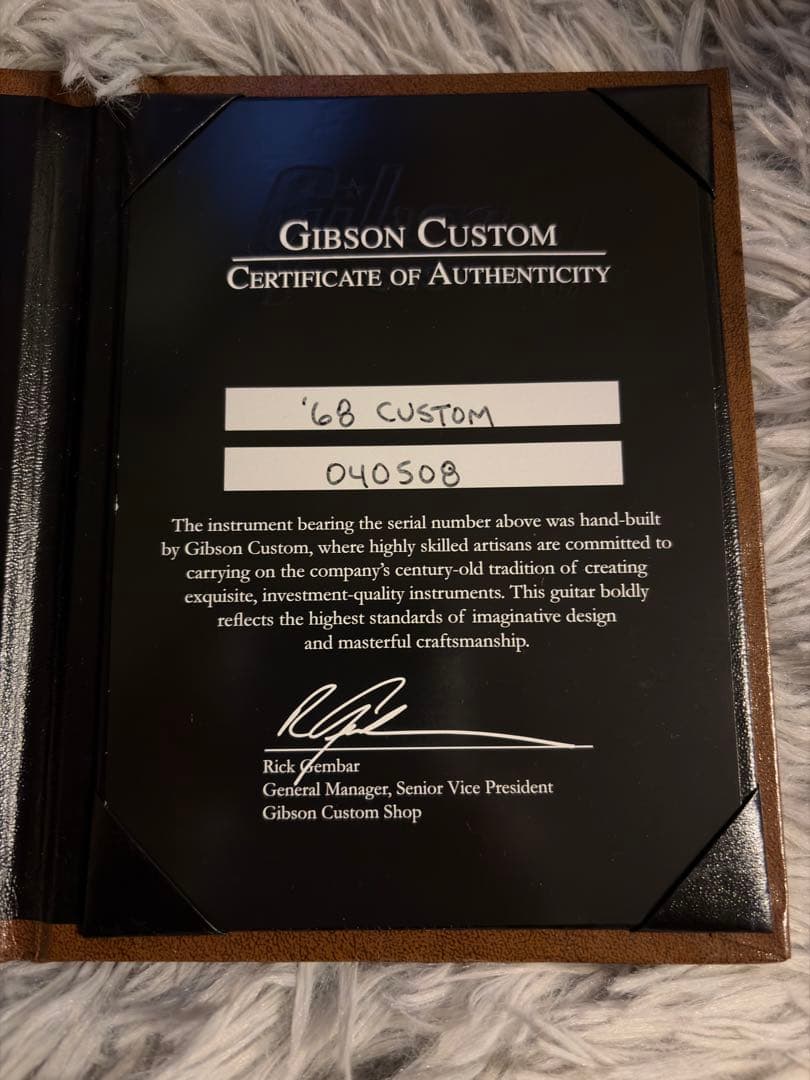 Gibson
GIBSON CUSTOM
CERTIFICATE OF AUTHENTICITY
'68 CUSTOM
040508
The instrument bearing the serial number above was hand-built
by Gibson Custom, where highly skilled artisans are committed to
carrying on the company's century-old tradition of creating
exquisite, investment-quality instruments. This guitar boldly
reflects the highest standards of imaginative design
and masterful craftsmanship.
Rick Gembar
General Manager, Senior Vice President
Gibson Custom Shop